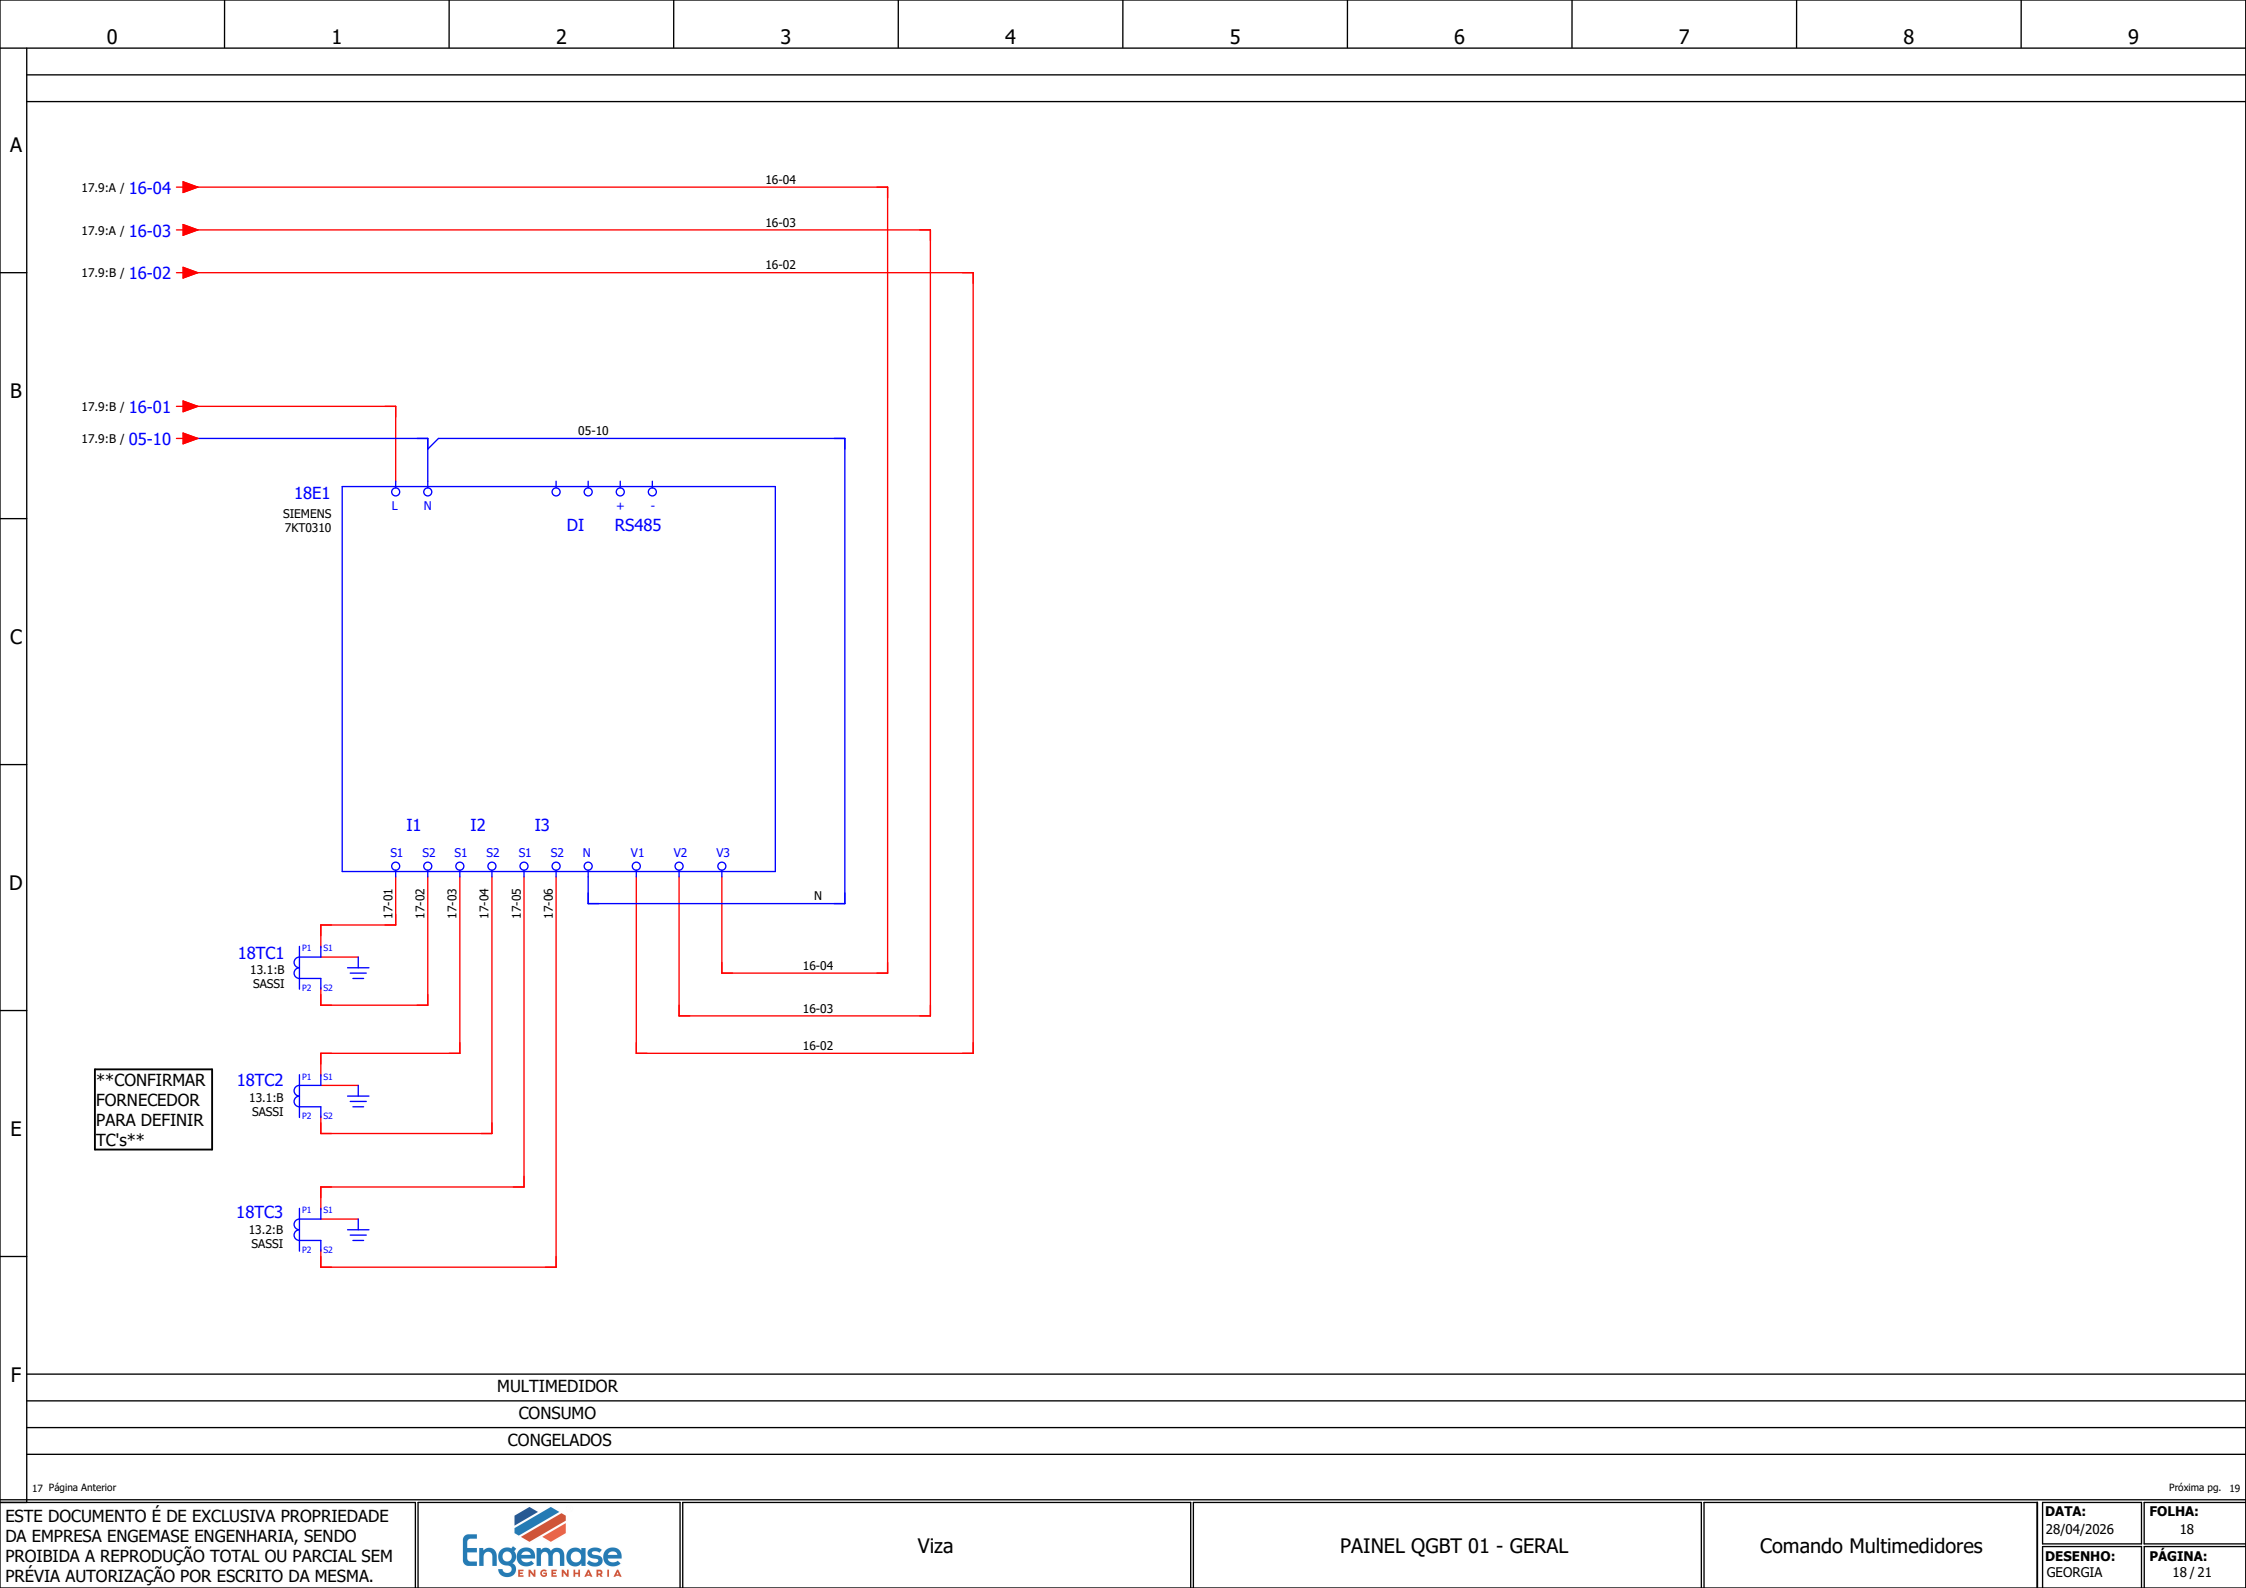 0 1 2 3 4 5 6 7 8 9
A
17.9:A / 16-04
16-04
17.9:A / 16-03
16-03
17.9:B / 16-02
16-02
B
17.9:B / 16-01
17.9:B / 05-10
05-10
18E1
SIEMENS
7KT0310
L N
+ -
DI RS485
C
I1 I2 I3
S1 S2 S1 S2 S1 S2 N V1 V2 V3
D
17-01 17-02 17-03 17-04 17-05 17-06
N
18TC1
13.1:B
SASSI
P1 S1
P2 S2
16-04
16-03
16-02
**CONFIRMAR
FORNECEDOR
PARA DEFINIR
TC's**
18TC2
13.1:B
SASSI
P1 S1
P2 S2
E
18TC3
13.2:B
SASSI
P1 S1
P2 S2
F
MULTIMEDIDOR
CONSUMO
CONGELADOS
17 Página Anterior
Próxima pg. 19
ESTE DOCUMENTO É DE EXCLUSIVA PROPRIEDADE
DA EMPRESA ENGEMASE ENGENHARIA, SENDO
PROIBIDA A REPRODUÇÃO TOTAL OU PARCIAL SEM
PRÉVIA AUTORIZAÇÃO POR ESCRITO DA MESMA.
Engemase
ENGENHARIA
Viza
PAINEL QGBT 01 - GERAL
Comando Multimedidores
DATA:
28/04/2026
FOLHA:
18
DESENHO:
GEORGIA
PÁGINA:
18 / 21